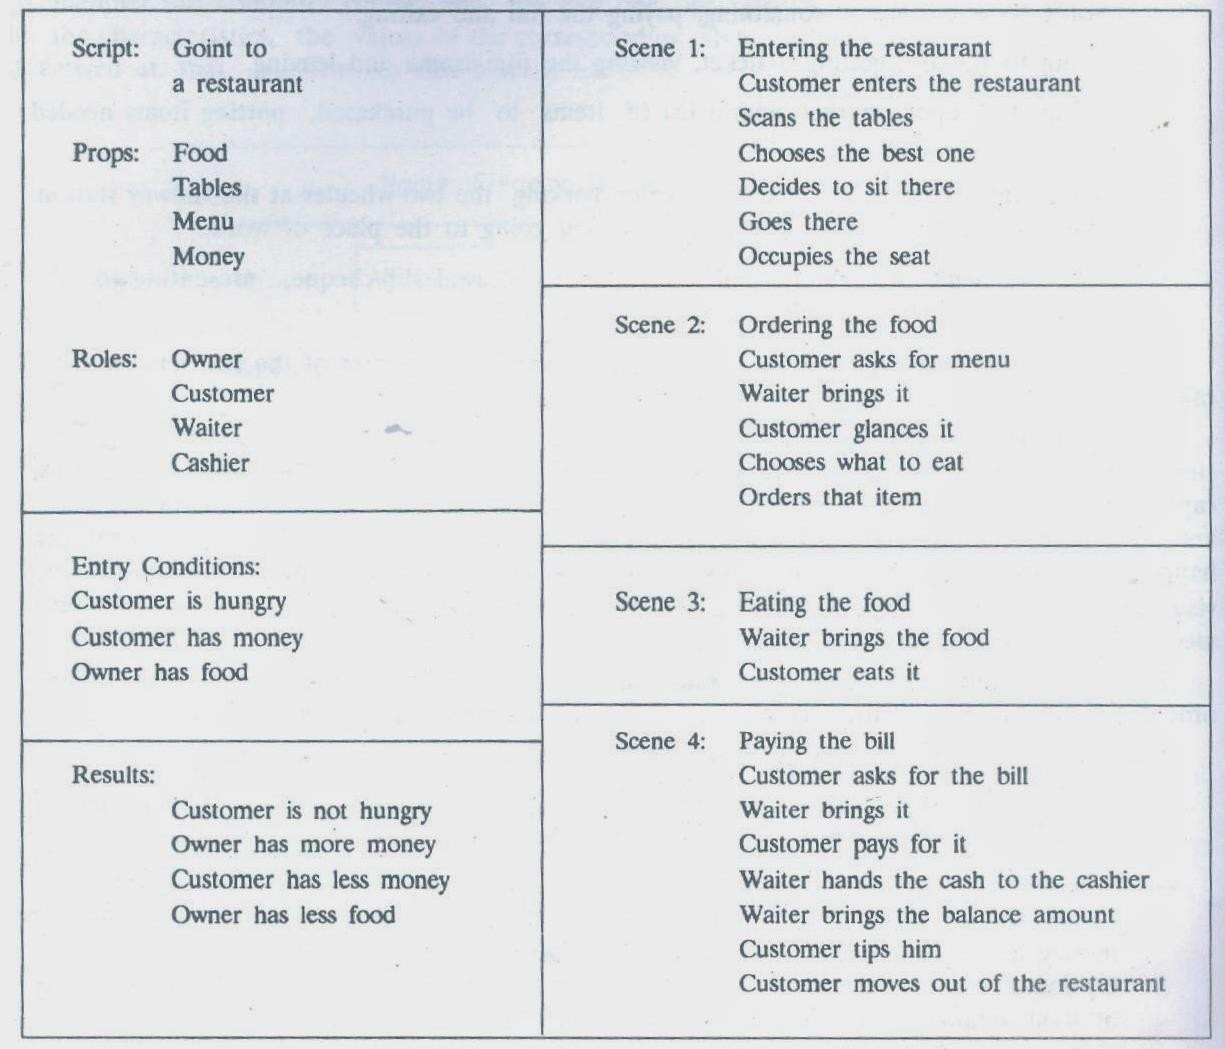 Script: Goint to
a restaurant
Props: Food
Tables
Menu
Money
Roles: Owner
Customer
Waiter
Cashier
Entry Conditions:
Customer is hungry
Customer has money
Owner has food
Results:
Customer is not hungry
Owner has more money
Customer has less money
Owner has less food
Scene 1: Entering the restaurant
Customer enters the restaurant
Scans the tables
Chooses the best one
Decides to sit there
Goes there
Occupies the seat
Scene 2: Ordering the food
Customer asks for menu
Waiter brings it
Customer glances it
Chooses what to eat
Orders that item
Scene 3: Eating the food
Waiter brings the food
Customer eats it
Scene 4: Paying the bill
Customer asks for the bill
Waiter brings it
Customer pays for it
Waiter hands the cash to the cashier
Waiter brings the balance amount
Customer tips him
Customer moves out of the restaurant